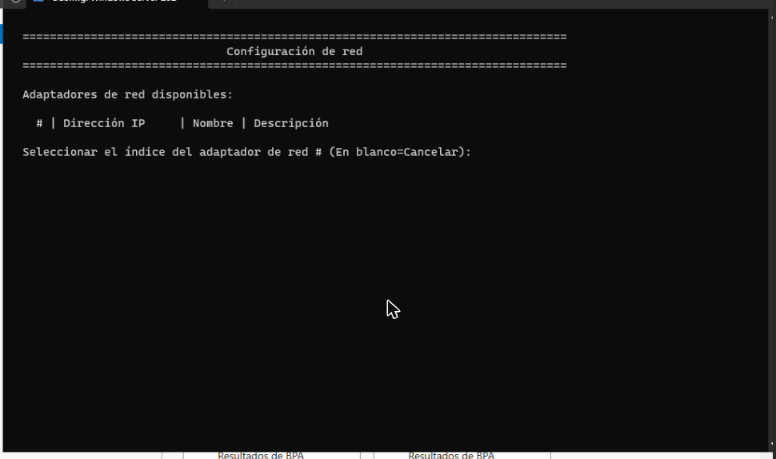 ================================================================================
Configuración de red
================================================================================
Adaptadores de red disponibles:
# | Dirección IP | Nombre | Descripción
Seleccionar el índice del adaptador de red # (En blanco=Cancelar):
Resultados de BPA
Resultados de BPA